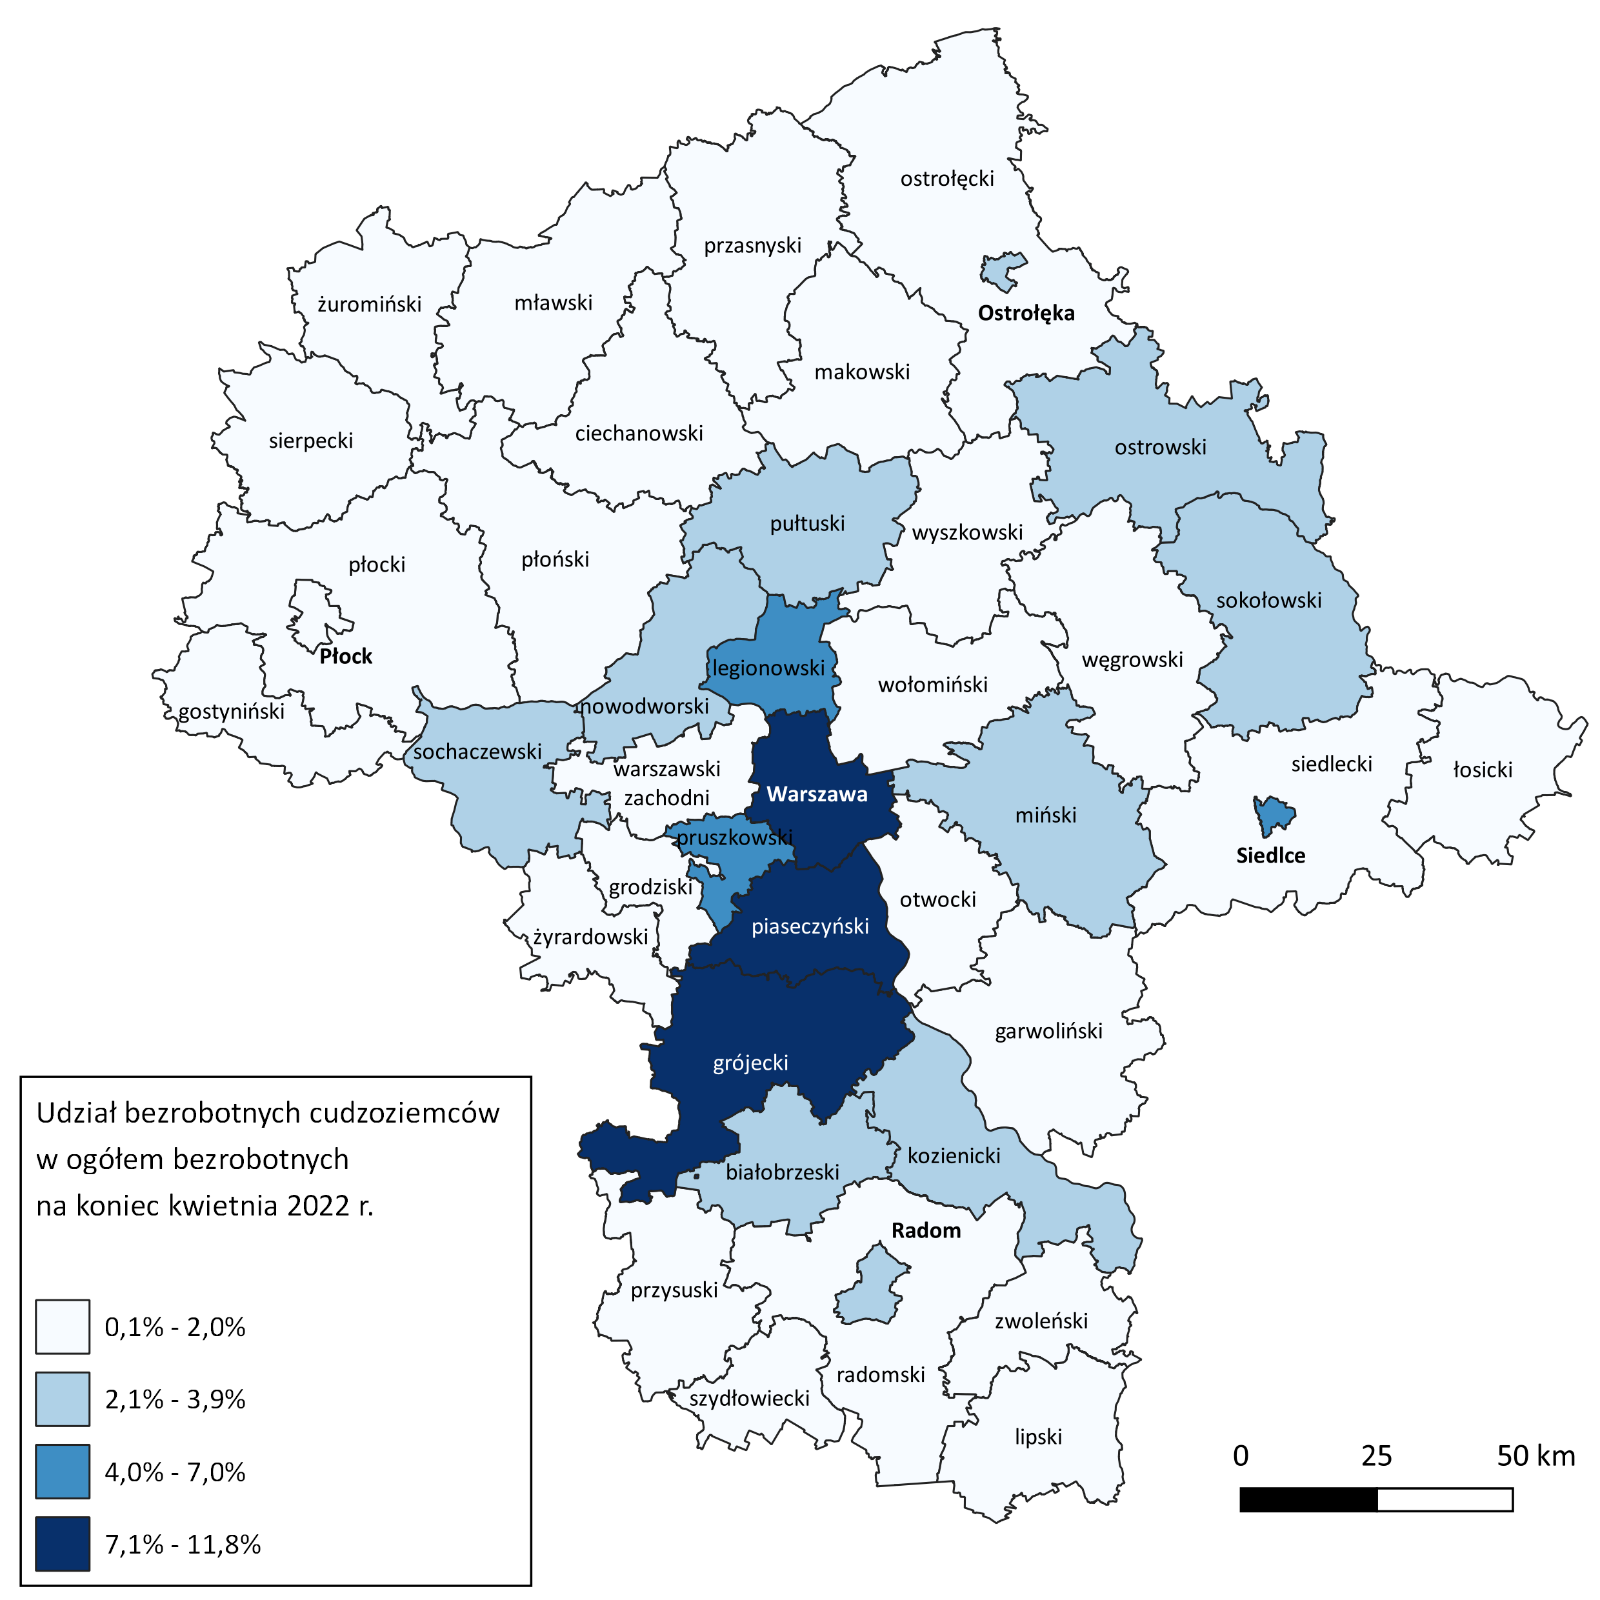 ostrołęcki
przasnyski
żuromiński
mławski
Ostrołęka
makowski
sierpecki
ciechanowski
ostrowski
pułtuski
wyszkowski
płocki
płoński
sokołowski
Płock
legionowski
węgrowski
wołomiński
gostyniński
nowodworski
sochaczewski
warszawski
zachodni
siedlecki
łosicki
Warszawa
miński
pruszkowski
Siedlce
grodziski
otwocki
piaseczyński
żyrardowski
garwoliński
grójecki
kozienicki
białobrzeski
Radom
przysuski
zwoleński
radomski
szydłowiecki
lipski
Udział bezrobotnych cudzoziemców
w ogółem bezrobotnych
na koniec kwietnia 2022 r.
0,1% - 2,0%
2,1% - 3,9%
4,0% - 7,0%
7,1% - 11,8%
0 25 50 km